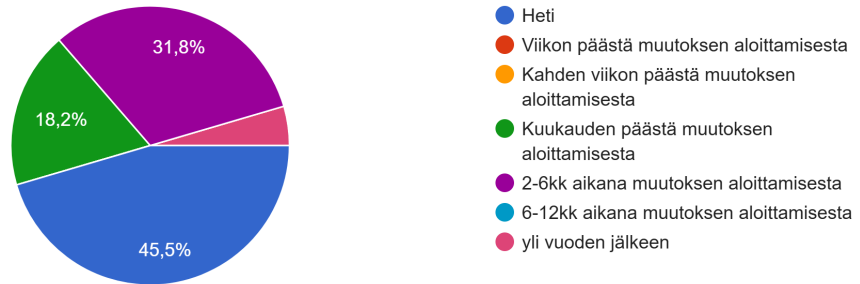 31,8%
18,2%
45,5%
Heti
Viikon päästä muutoksen aloittamisesta
Kahden viikon päästä muutoksen
aloittamisesta
Kuukauden päästä muutoksen
aloittamisesta
2-6kk aikana muutoksen aloittamisesta
6-12kk aikana muutoksen aloittamisesta
yli vuoden jälkeen